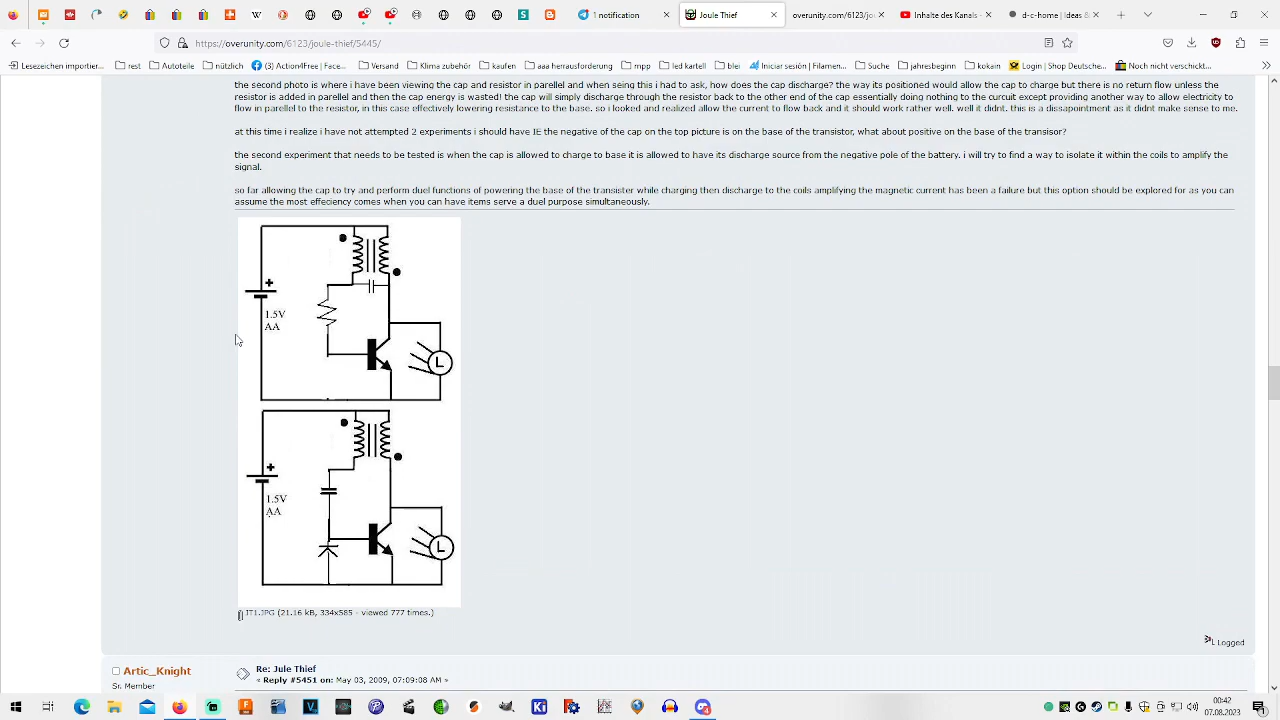 1 notification
Joule Thief
overunity.com/6123/jc
Inhalte des Kanals -
d-c-hono1-ideas
https://overunity.com/6123/joule-thief/5445/
Lesezeichen importier...
rest
Autoteile
nützlich
(3) Action4Free | Face...
Versand
Klima zubehör
kaufen
aaa herrausforderung
mpp
led kartell
blei
Iniciar sesión | Filamen...
Suche
jahresbeginn
kokain
Login | Shop Deutsche...
Verbindung nicht verschickt...
Weitere Lesezeichen
the second photo is where i have been viewing the cap and resistor in parellel and when seeing this i had to ask, how does the cap discharge? the way its positioned would allow the cap to charge but there is no return flow unless the
resistor is added in parellel and then the cap energy is wasted! the cap will simply discharge through the resistor back to the other end of the cap essentially doing nothing to the curcuit except providing another way to allow electricity to
flow in parellel to the resistor, in this case effectively lowering resistance to the base. so i looked and realized allow the current to flow back and it should work rather well. well it didnt. this is a dissapointment as it didnt make sense to me.
at this time i realize i have not attempted 2 experiments i should have IE the negative of the cap on the top picture is on the base of the transistor, what about positive on the base of the transisor?
the second experiment that needs to be tested is when the cap is allowed to charge to base it is allowed to have its discharge source from the negative pole of the battery. i will try to find a way to isolate it within the coils to amplify the
signal.
so far allowing the cap to try and perform duel functions of powering the base of the transister while charging then discharge to the coils amplifying the magnetic current has been a failure but this option should be explored for as you can
assume the most effeciency comes when you can have items serve a duel purpose simultaneously.
+
1.5V
AA
L
+
1.5V
AA
L
JT1.JPG (21.16 kB, 334x585 - viewed 777 times.)
Logged
Artic_Knight
Sr. Member
Re: Jule Thief
« Reply #5451 on: May 03, 2009, 07:09:08 AM »
00:42
07.08.2023